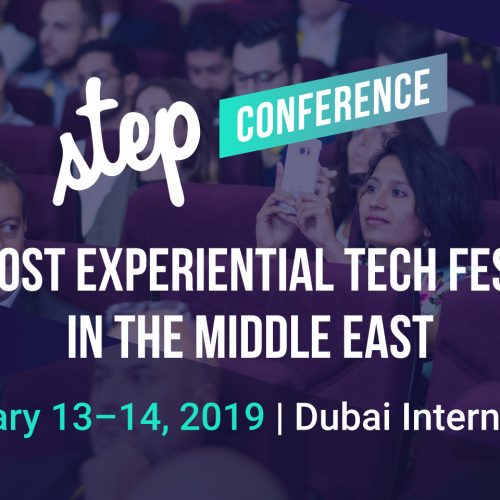 step CONFERENCE
OST EXPERIENTIAL TECH FES
IN THE MIDDLE EAST
ary 13–14, 2019 | Dubai Intern